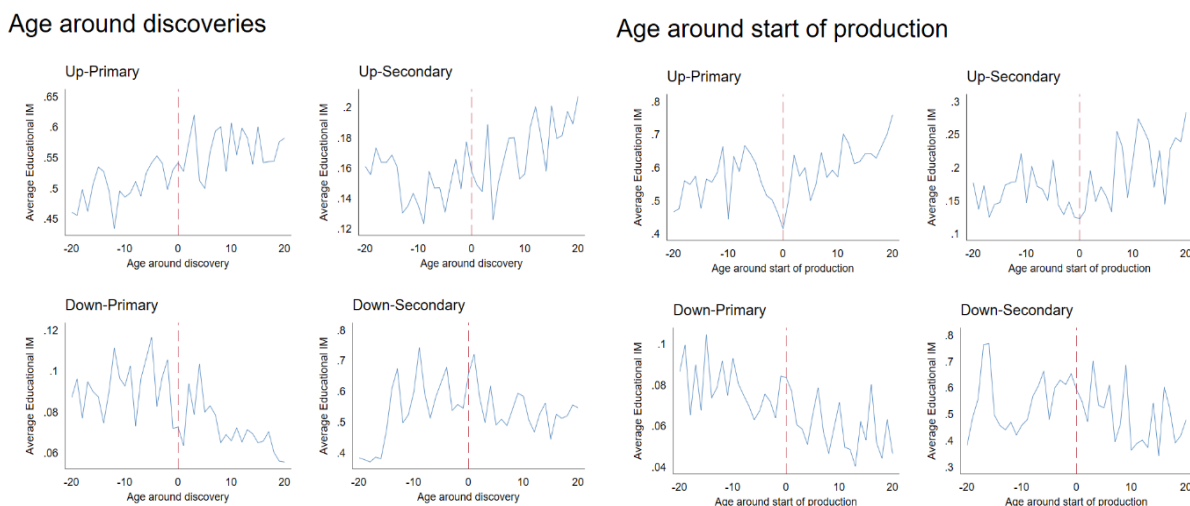 Age around discoveries
Up-Primary
Average Educational IM
.65
.6
.55
.5
.45
-20 -10 0 10 20
Age around discovery
Up-Secondary
Average Educational IM
.2
.18
.16
.14
.12
-20 -10 0 10 20
Age around discovery
Down-Primary
Average Educational IM
.12
.1
.08
.06
-20 -10 0 10 20
Age around discovery
Down-Secondary
Average Educational IM
.8
.7
.6
.5
.4
-20 -10 0 10 20
Age around discovery
Age around start of production
Up-Primary
Average Educational IM
.8
.7
.6
.5
.4
-20 -10 0 10 20
Age around start of production
Up-Secondary
Average Educational IM
.3
.25
.2
.15
.1
-20 -10 0 10 20
Age around start of production
Down-Primary
Average Educational IM
.1
.08
.06
.04
-20 -10 0 10 20
Age around start of production
Down-Secondary
Average Educational IM
.8
.7
.6
.5
.4
.3
-20 -10 0 10 20
Age around start of production